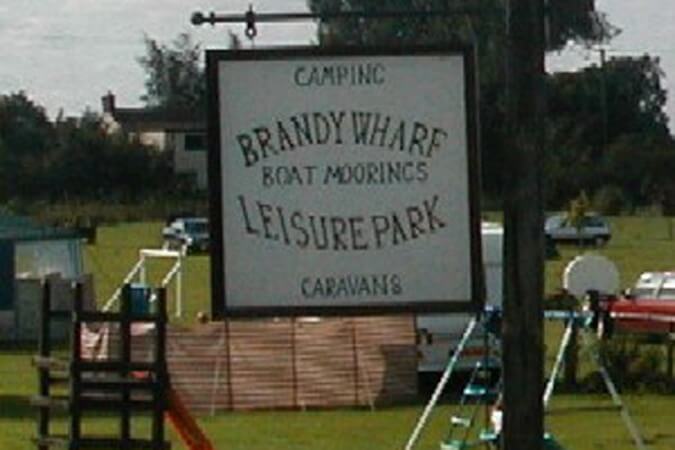 CAMPING
BRANDY WHARF
BOAT MOORINGS
LEISURE PARK
CARAVANS